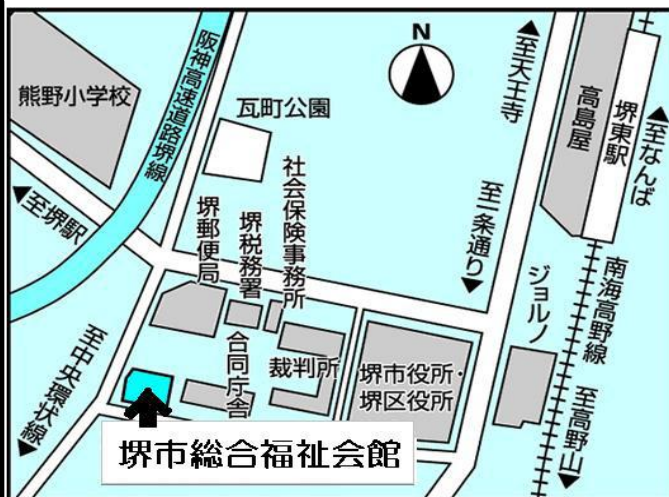 熊野小学校
阪神高速道路堺線
瓦町公園
N
▲至天王寺
高島屋
堺東駅
▲至なんば
▲至堺駅
堺郵便局
堺税務署
社会保険事務所
至一条通り▼
ジョルノ
南海高野線
至高野山▼
至中央環状線▼
合同庁舎
裁判所
堺市役所・
堺区役所
堺市総合福祉会館